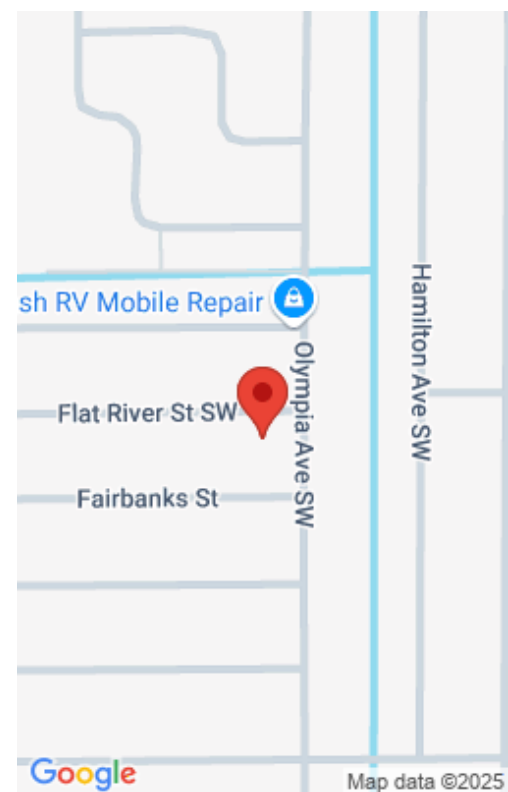 sh RV Mobile Repair
Hamilton Ave SW
Olympia Ave SW
Flat River St SW
Fairbanks St
Google
Map data ©2025